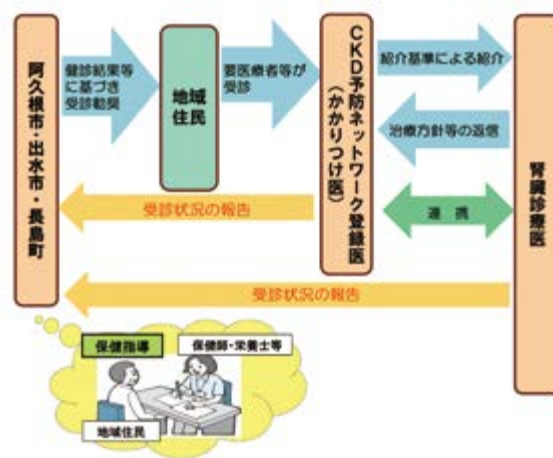 阿久根市・出水市・長島町
健診結果等
に基づき
受診勧奨
地域
住民
要医療者等が
受診
CKD予防ネットワーク登録医
（かかりつけ医）
紹介基準による紹介
治療方針等の返信
連 携
腎臓診療医
受診状況の報告
受診状況の報告
保健指導
保健師・栄養士等
地域住民